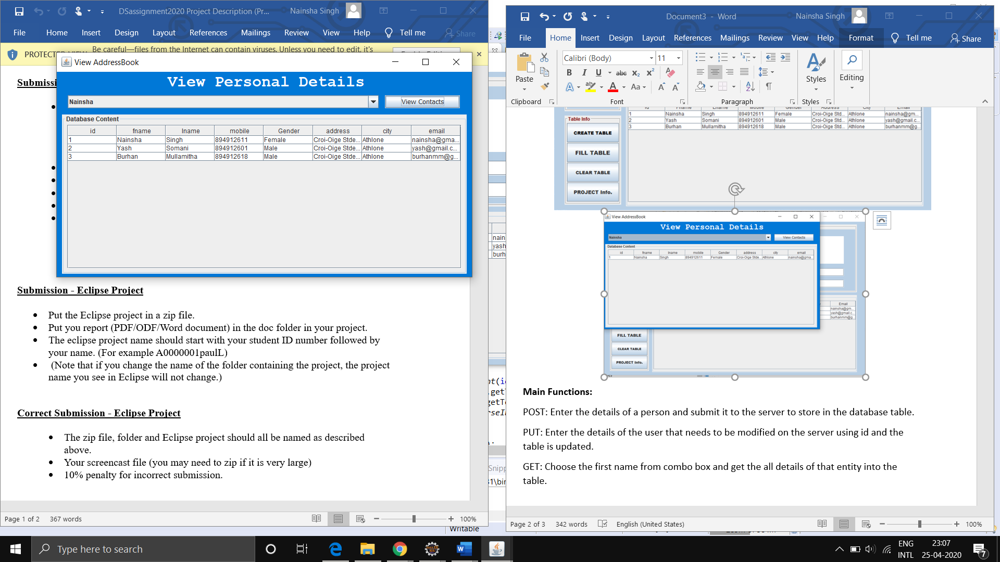 DSassignment2020 Project Description (Pr...
Nainsha Singh
File Home Insert Design Layout References Mailings Review View Help Tell me Share
Be careful—files from the Internet can contain viruses. Unless you need to edit, it's
View AddressBook
View Personal Details
Nainsha
View Contacts
Database Content
id fname lname mobile Gender address city email
1 Nainsha Singh 894912611 Female Croi-Oige Stde... Athlone nainsha@gma...
2 Yash Somani 894912601 Male Croi-Oige Stde... Athlone yash@gmail.c...
3 Burhan Mullamitha 894912618 Male Croi-Oige Stde... Athlone burhanmm@g...
Submission - Eclipse Project
• Put the Eclipse project in a zip file.
• Put you report (PDF/ODF/Word document) in the doc folder in your project.
• The eclipse project name should start with your student ID number followed by
your name. (For example A0000001paulL)
• (Note that if you change the name of the folder containing the project, the project
name you see in Eclipse will not change.)
Correct Submission - Eclipse Project
• The zip file, folder and Eclipse project should all be named as described
above.
• Your screencast file (you may need to zip if it is very large)
• 10% penalty for incorrect submission.
Page 1 of 2 367 words 100%
Writable
Document3 - Word
Nainsha Singh
File Home Insert Design Layout References Mailings Review View Help Format Tell me Share
Paste
Calibri (Body) 11
Styles
Editing
Clipboard Font Paragraph Styles
Table Info
CREATE TABLE
FILL TABLE
CLEAR TABLE
PROJECT Info.
1 Nainsha Singh 894912611 Female Croi-Oige Std... Athlone nainsha@gm...
2 Yash Somani 894912601 Male Croi-Oige Std... Athlone yash@gmail.c...
3 Burhan Mullamitha 894912618 Male Croi-Oige Std... Athlone burhanmm@g...
View AddressBook
View Personal Details
Nainsha
View Contacts
Database Content
id fname lname mobile Gender address city email
1 Nainsha Singh 894912611 Female Croi-Oige Stde... Athlone nainsha@gma...
Email
nainsha@gm...
yash@gmail.c...
burhanmm@g...
FILL TABLE
CLEAR TABLE
PROJECT Info.
Main Functions:
POST: Enter the details of a person and submit it to the server to store in the database table.
PUT: Enter the details of the user that needs to be modified on the server using id and the
table is updated.
GET: Choose the first name from combo box and get the all details of that entity into the
table.
Page 2 of 3 342 words English (United States) 100%
Type here to search
ENG
INTL
23:07
25-04-2020
7